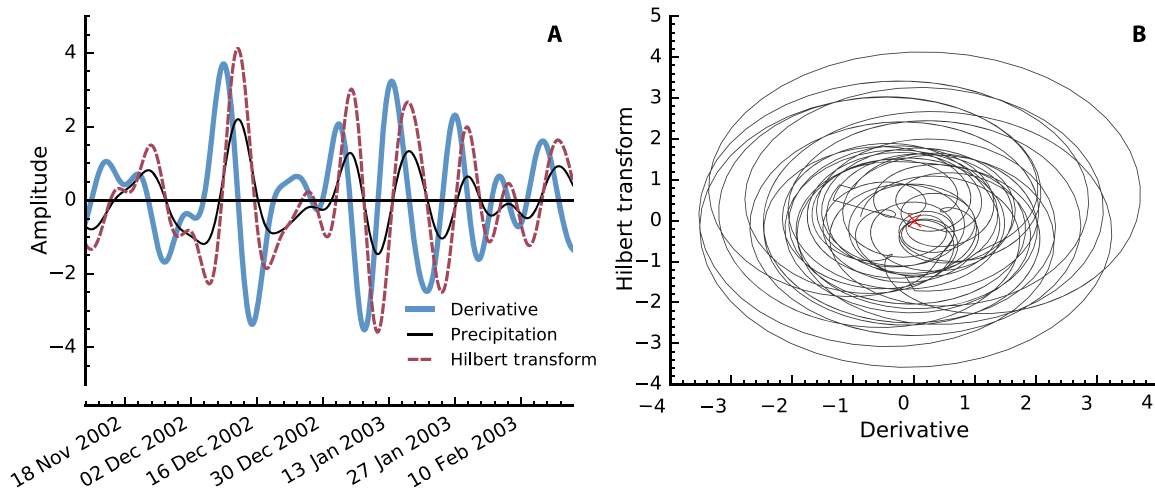 A
4
2
0
−2
−4
Amplitude
Derivative
Precipitation
Hilbert transform
18 Nov 2002
02 Dec 2002
16 Dec 2002
30 Dec 2002
13 Jan 2003
27 Jan 2003
10 Feb 2003
B
5
4
3
2
1
0
−1
−2
−3
−4
Hilbert transform
−4 −3 −2 −1 0 1 2 3 4
Derivative